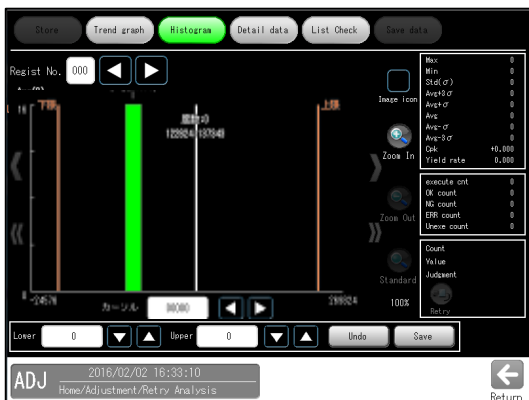 Store Trend graph Histogram Detail data List Check Save data
Regist No. 000
Max 0
Min 0
Std(σ) 0
Avg+3σ 0
Avg+σ 0
Avg 0
Avg-σ 0
Avg-3σ 0
Cpk +0.000
Yield rate 0.000
Image icon
Zoom In
Zoom Out
Standard
100%
execute cnt 0
OK count 0
NG count 0
ERR count 0
Unexe count 0
Count
Value
Judgment
Retry
16 下限 上限
度数:0
0 -24576
カーソル 00000
Lower 0 Upper 0 Undo Save
ADJ 2016/02/02 16:33:10
Home/Adjustment/Retry Analysis
Return